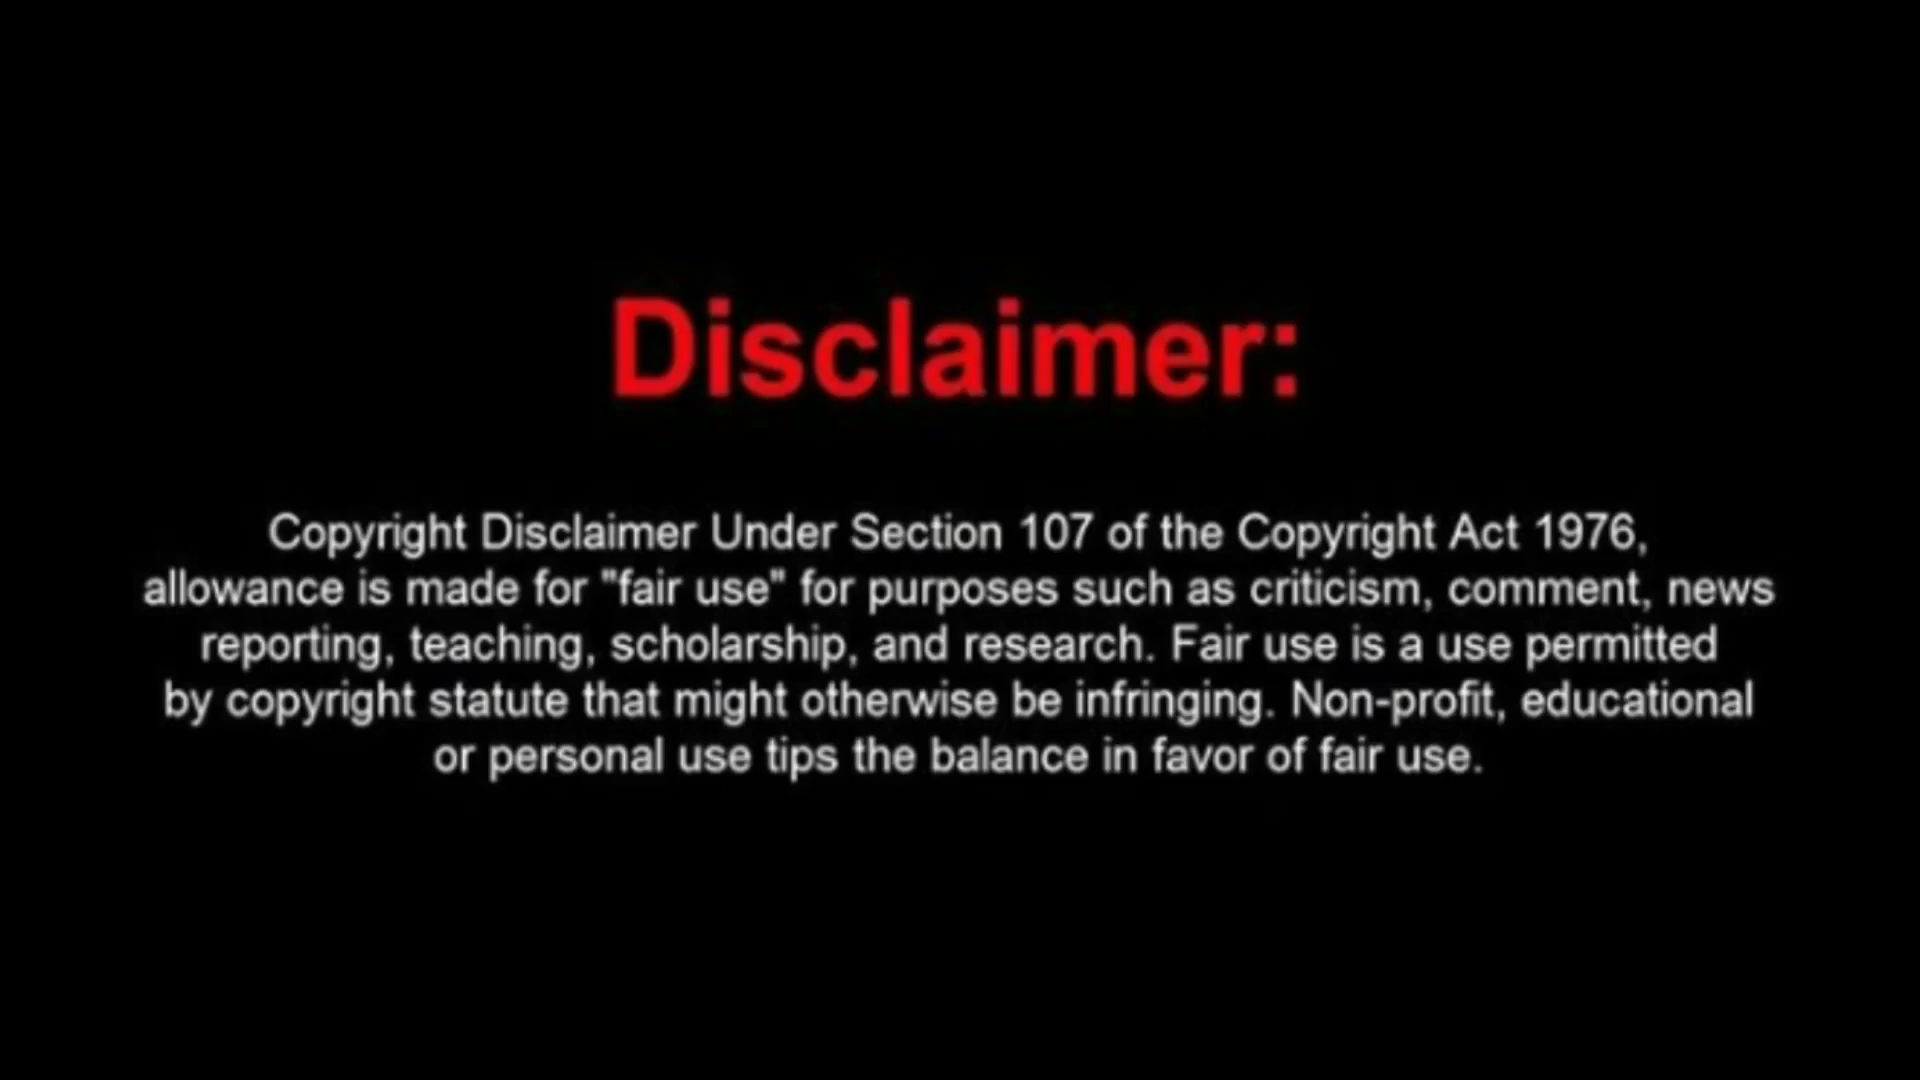 Disclaimer:
Copyright Disclaimer Under Section 107 of the Copyright Act 1976,
allowance is made for "fair use" for purposes such as criticism, comment, news
reporting, teaching, scholarship, and research. Fair use is a use permitted
by copyright statute that might otherwise be infringing. Non-profit, educational
or personal use tips the balance in favor of fair use.